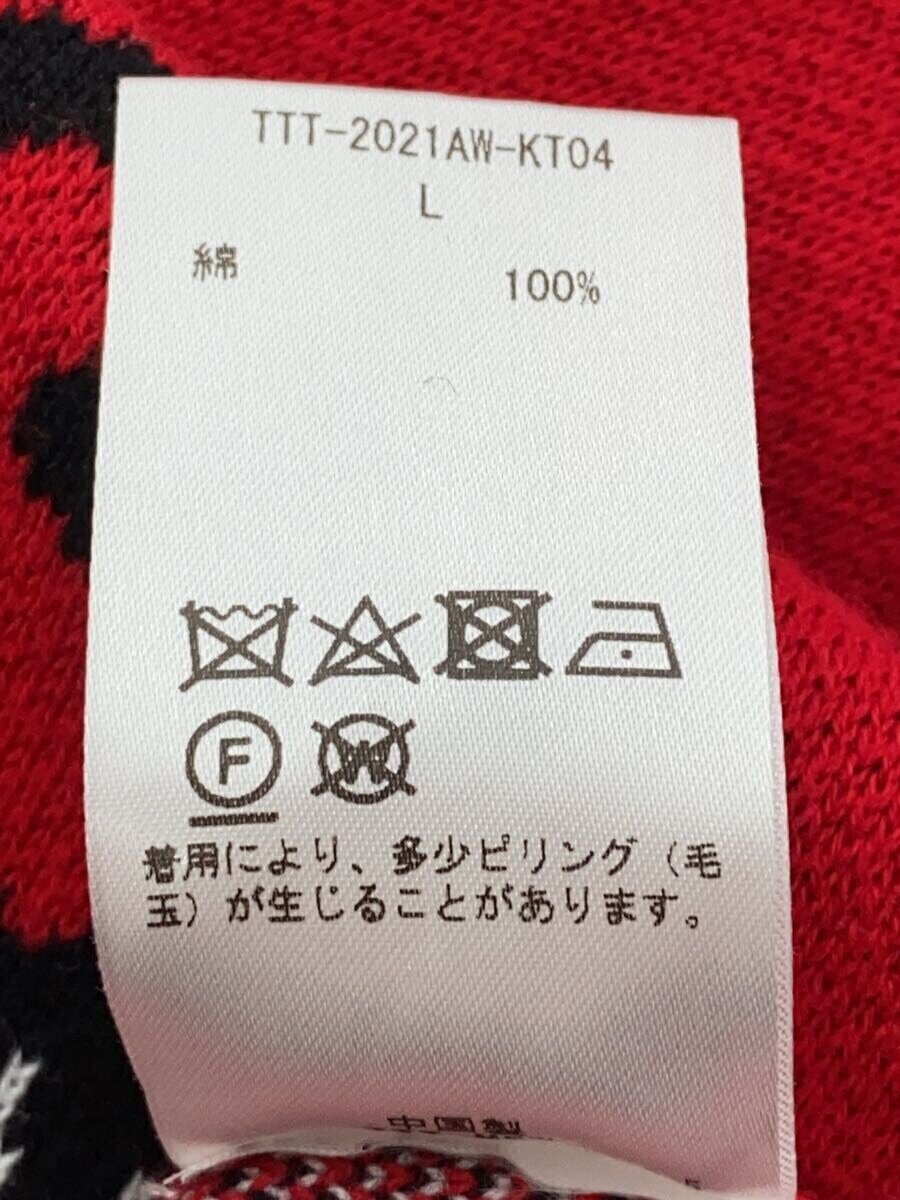 TTT-2021AW-KT04
L
綿 100%
F
W
着用により、多少ピリング（毛
玉）が生じることがあります。
中国製